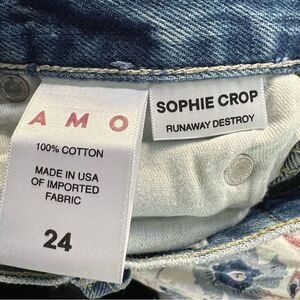 AMO
100% COTTON
MADE IN USA
OF IMPORTED
FABRIC
24
SOPHIE CROP
RUNAWAY DESTROY